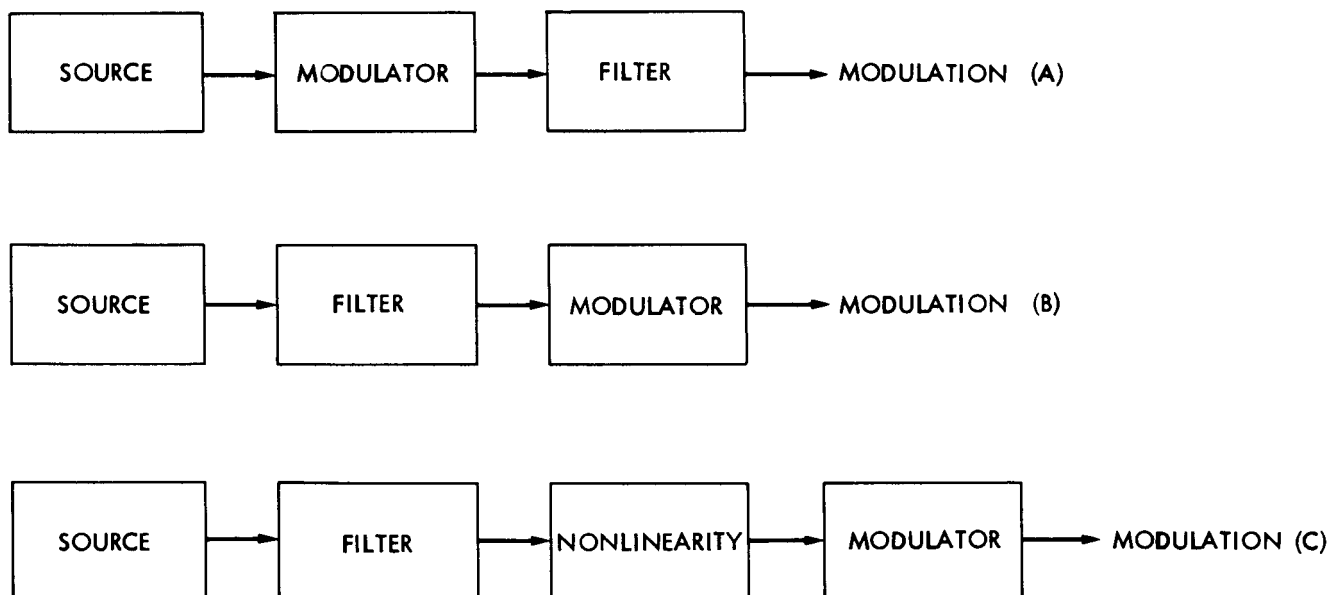 SOURCE MODULATOR FILTER MODULATION (A)
SOURCE FILTER MODULATOR MODULATION (B)
SOURCE FILTER NONLINEARITY MODULATOR MODULATION (C)